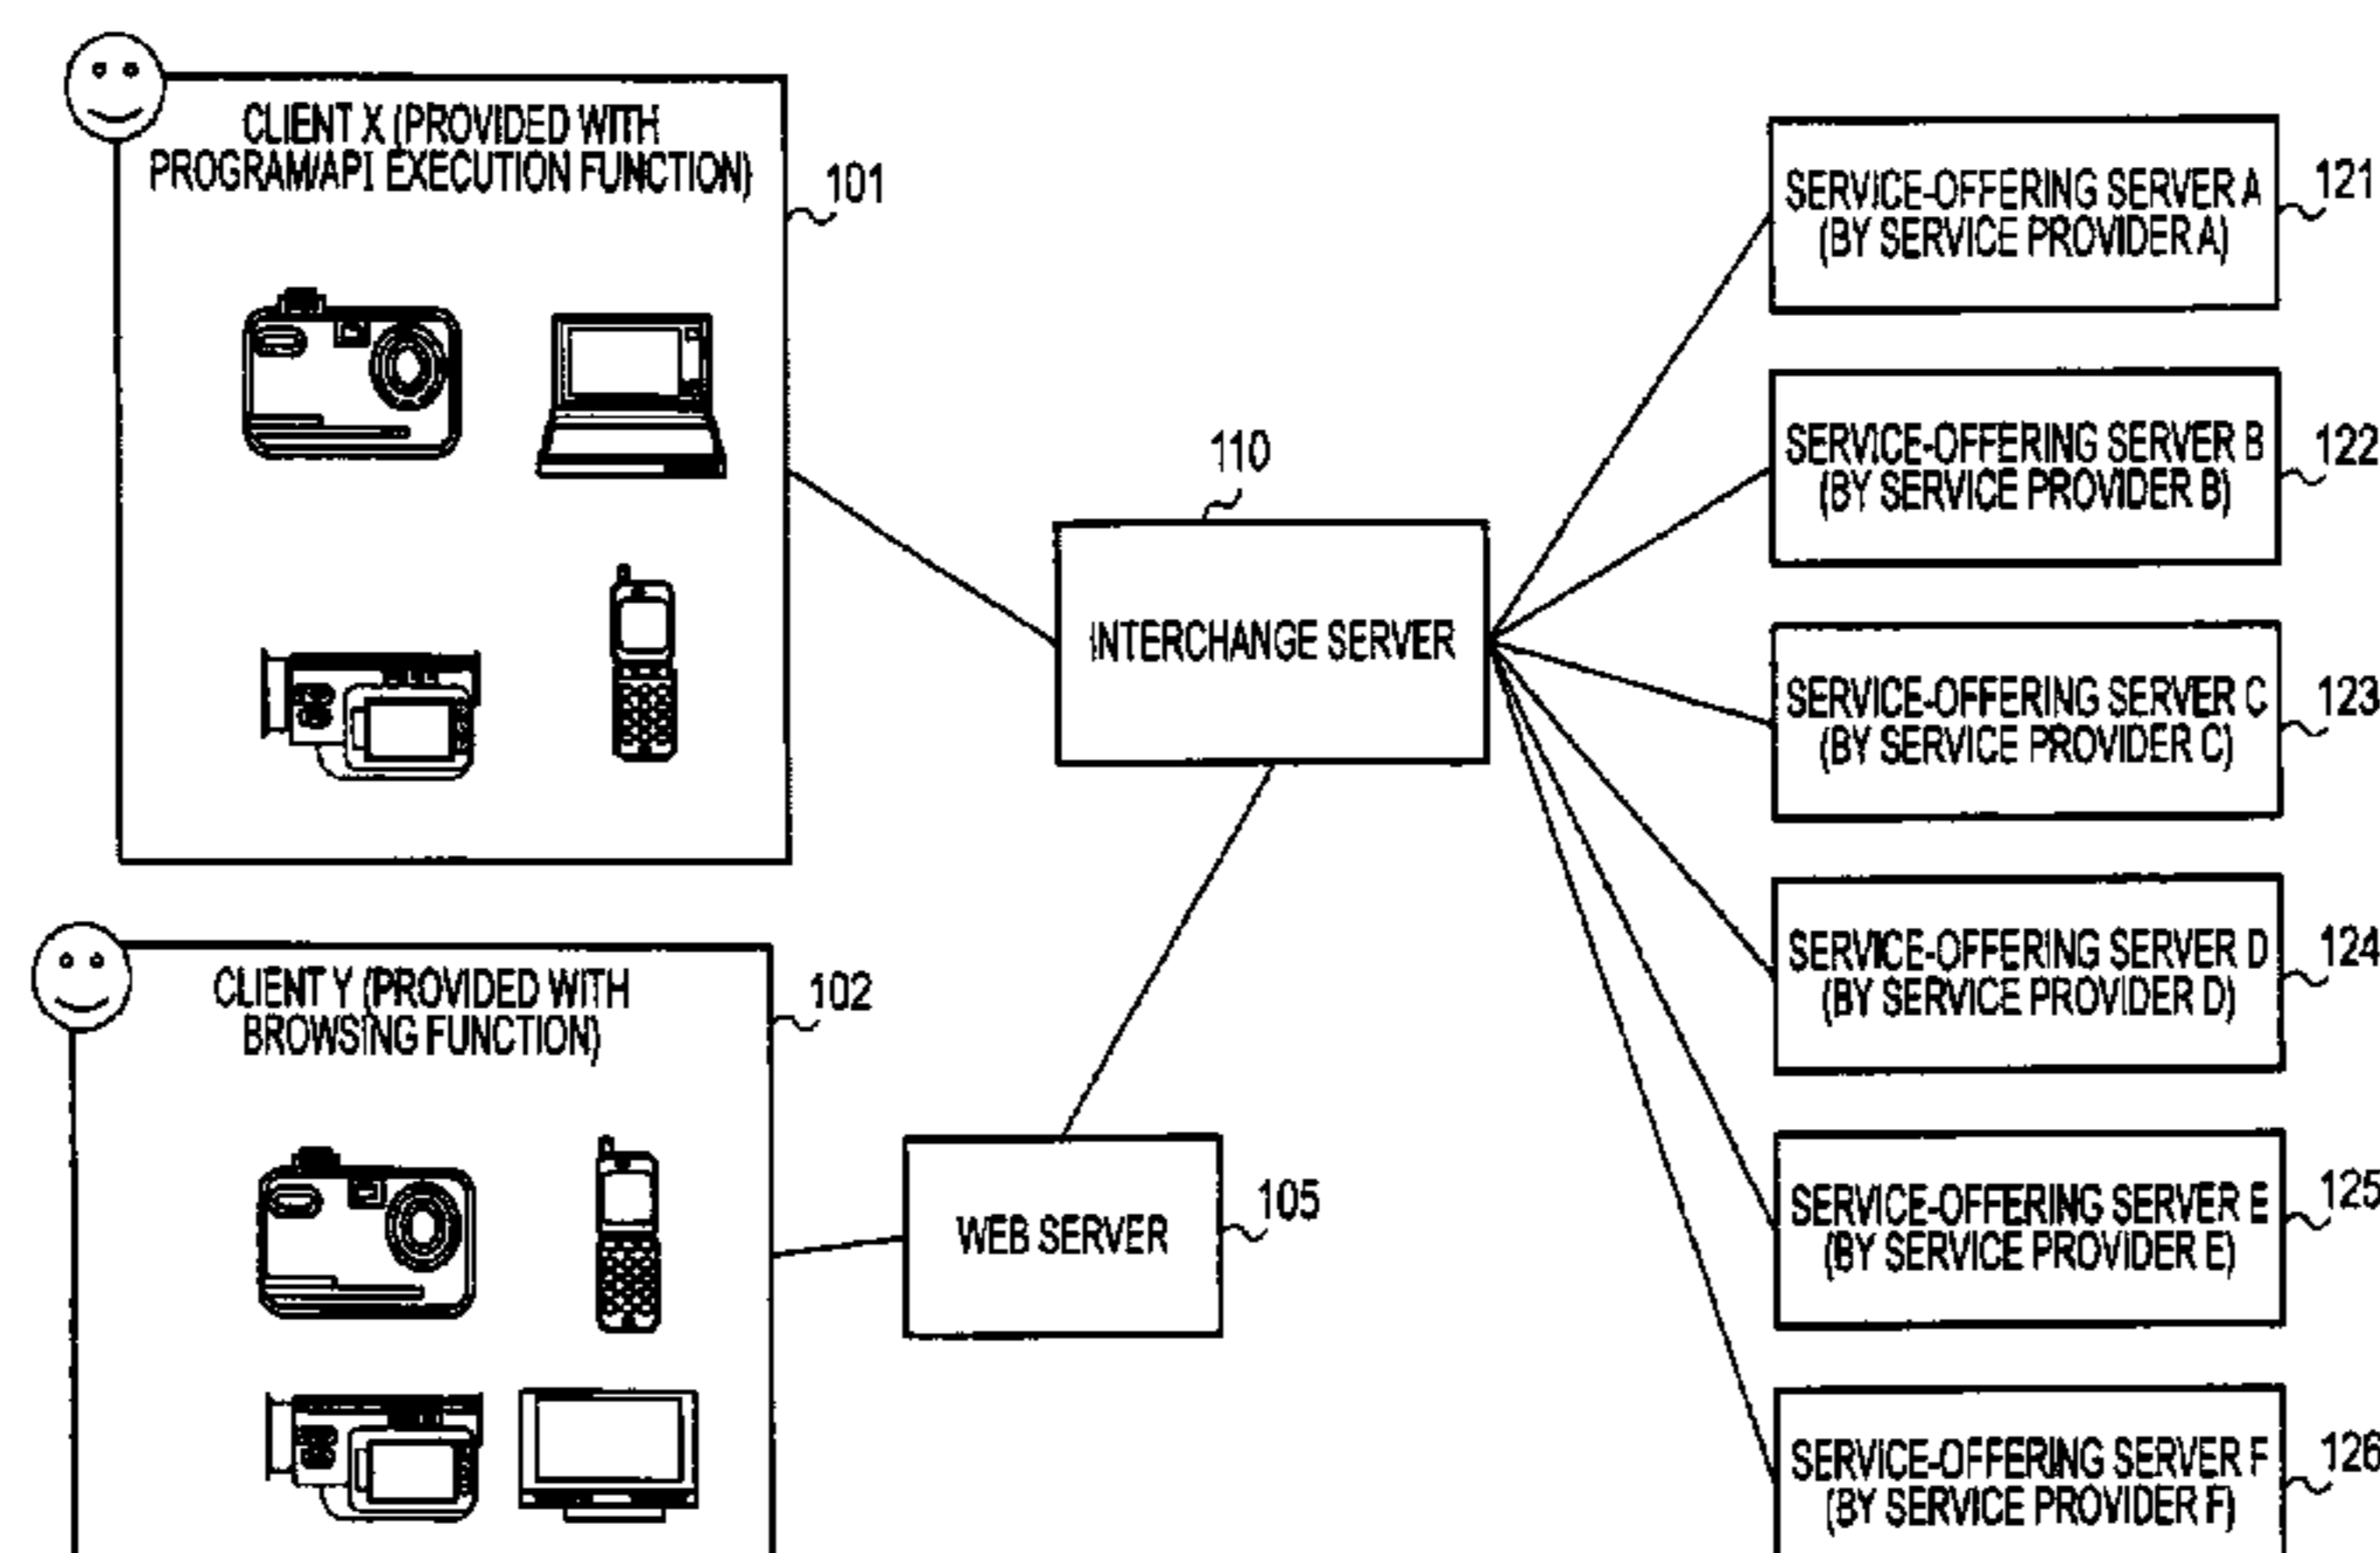 CLIENT X (PROVIDED WITH
PROGRAM/API EXECUTION FUNCTION)
101
110
INTERCHANGE SERVER
SERVICE-OFFERING SERVER A
(BY SERVICE PROVIDER A)
121
SERVICE-OFFERING SERVER B
(BY SERVICE PROVIDER B)
122
SERVICE-OFFERING SERVER C
(BY SERVICE PROVIDER C)
123
SERVICE-OFFERING SERVER D
(BY SERVICE PROVIDER D)
124
SERVICE-OFFERING SERVER E
(BY SERVICE PROVIDER E)
125
SERVICE-OFFERING SERVER F
(BY SERVICE PROVIDER F)
126
CLIENT Y (PROVIDED WITH
BROWSING FUNCTION)
102
WEB SERVER
105